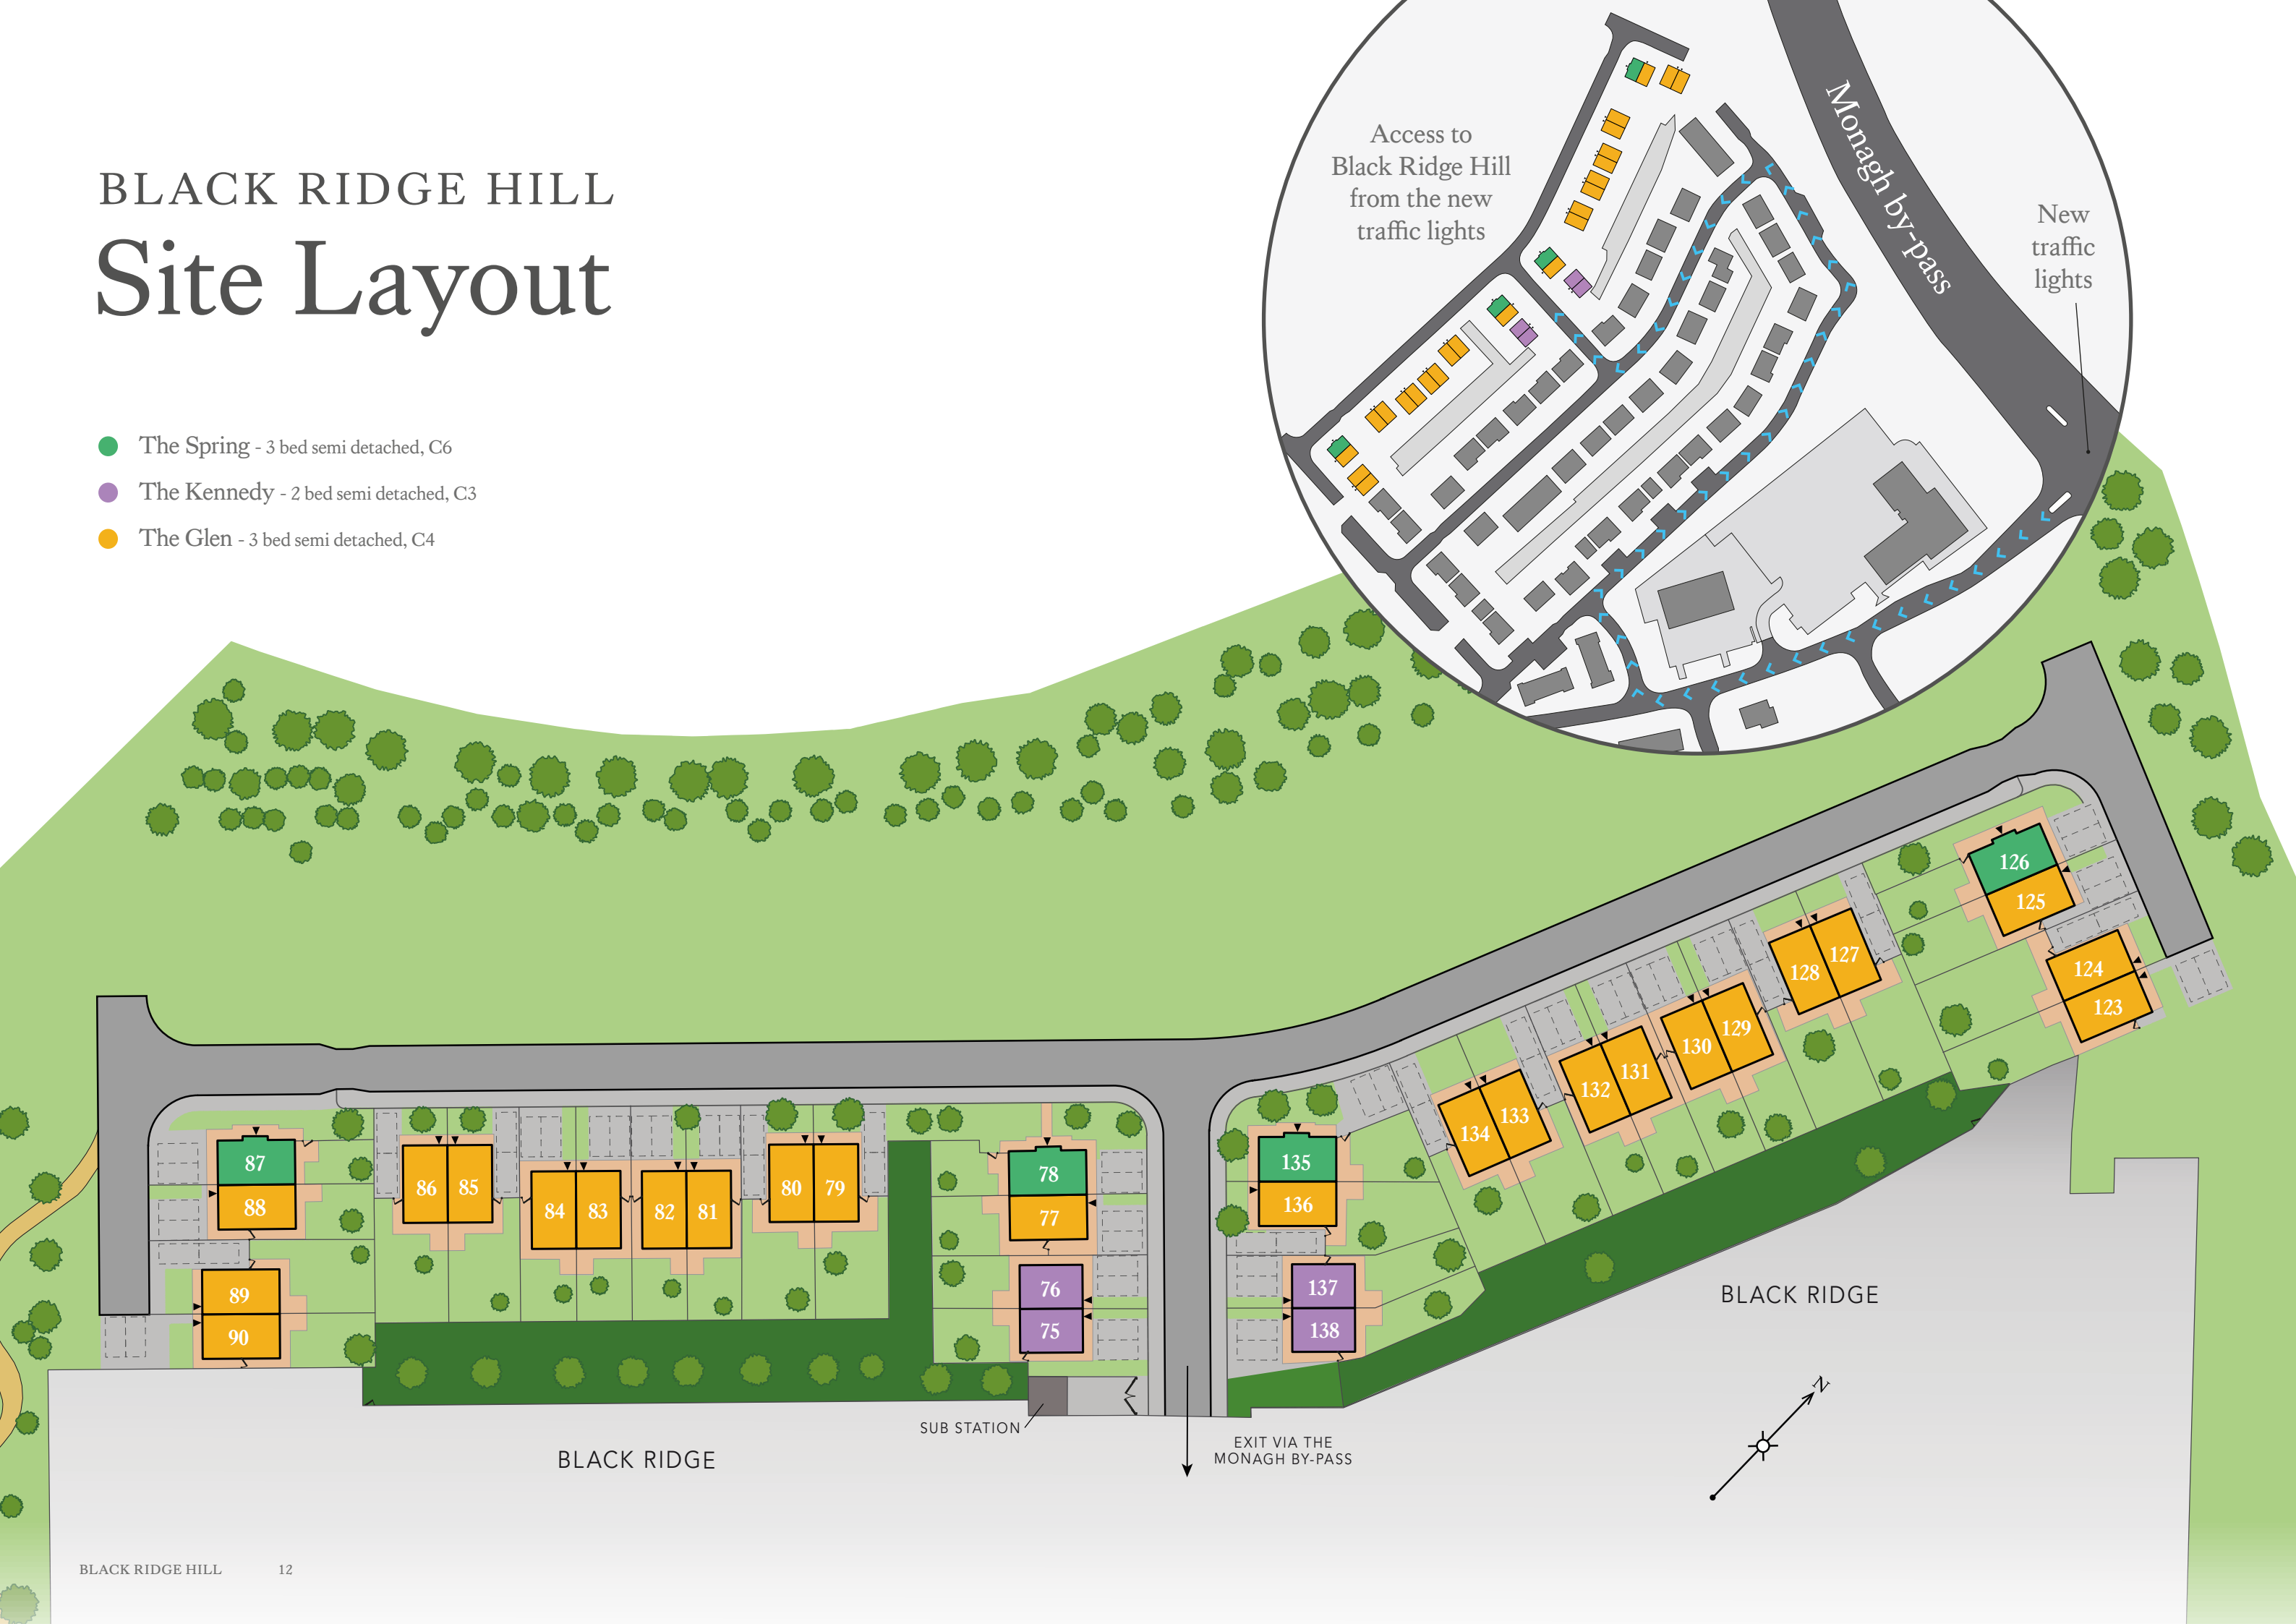 BLACK RIDGE HILL
Site Layout
The Spring - 3 bed semi detached, C6
The Kennedy - 2 bed semi detached, C3
The Glen - 3 bed semi detached, C4
Access to
Black Ridge Hill
from the new
traffic lights
Monagh by-pass
New
traffic
lights
126
125
124
123
127
128
129
130
131
132
133
134
135
136
137
138
87
88
89
90
86
85
84
83
82
81
80
79
78
77
76
75
SUB STATION
EXIT VIA THE
MONAGH BY-PASS
BLACK RIDGE
BLACK RIDGE
N
BLACK RIDGE HILL 12